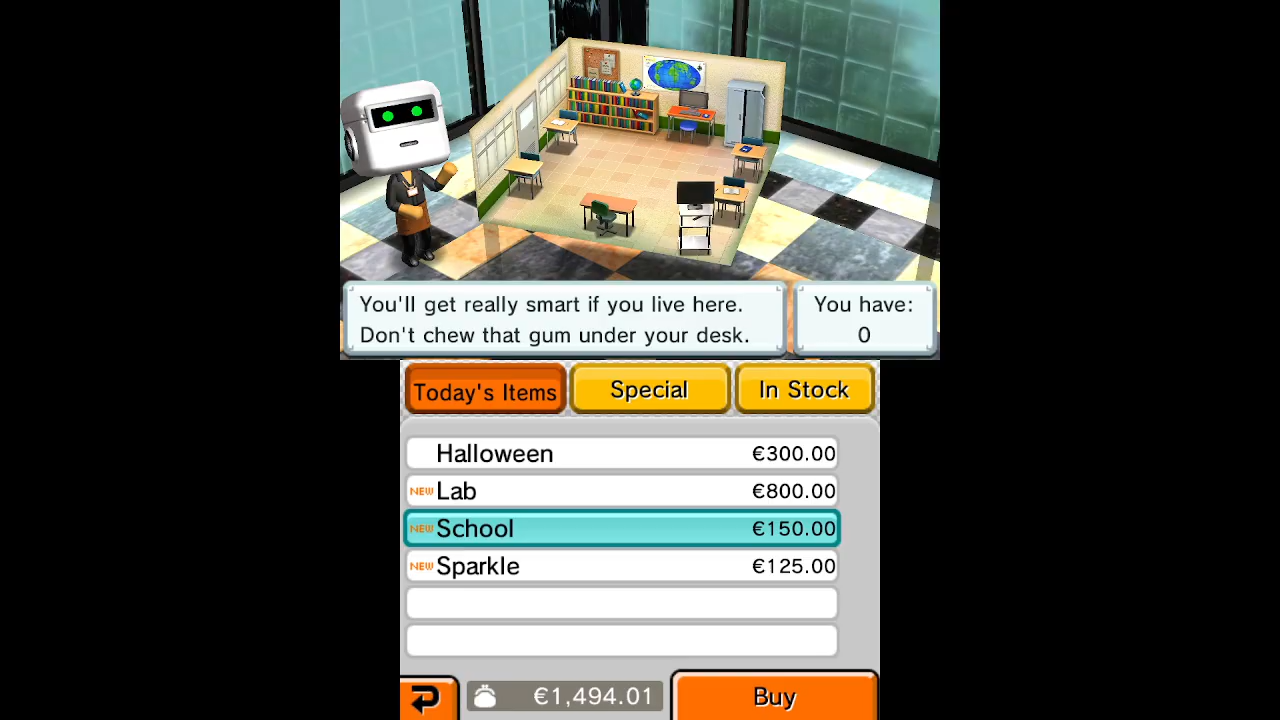 You'll get really smart if you live here.
Don't chew that gum under your desk.
You have:
0
Today's Items
Special
In Stock
Halloween €300.00
NEW Lab €800.00
NEW School €150.00
NEW Sparkle €125.00
€1,494.01
Buy